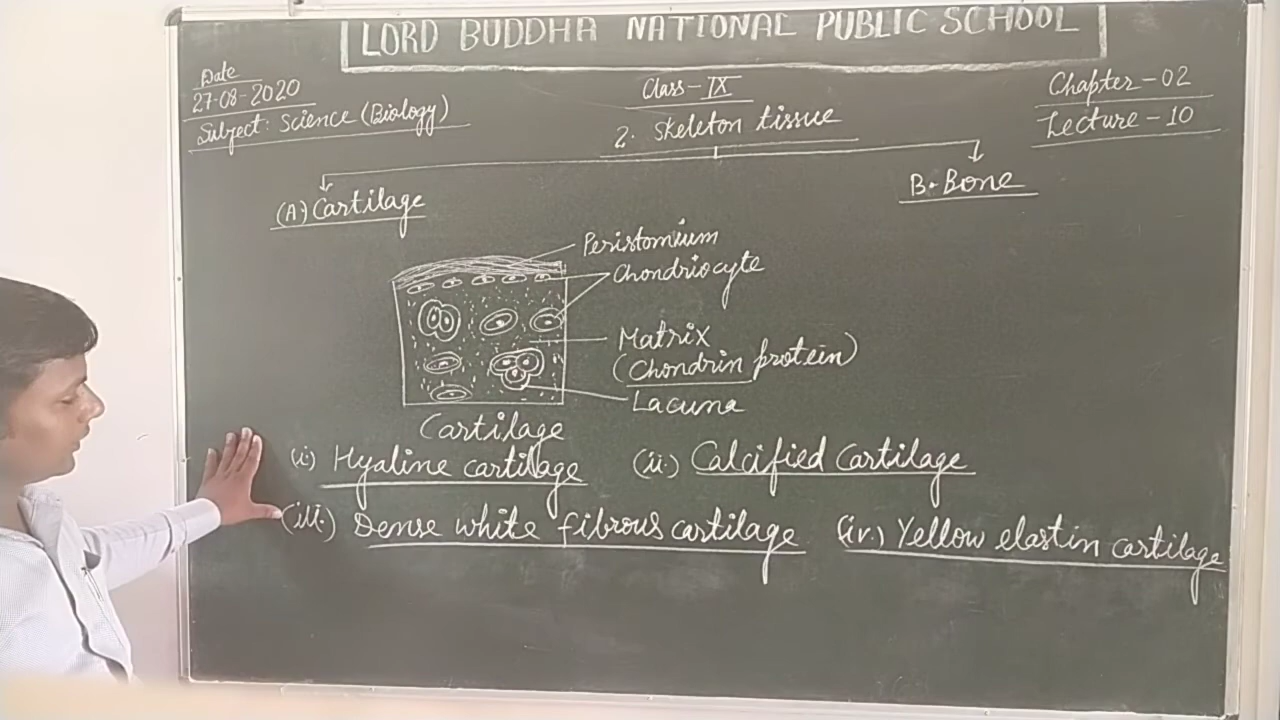 LORD BUDDHA NATIONAL PUBLIC SCHOOL
Date
27-08-2020
Subject: Science (Biology)
Class-IX
2. Skeleton tissue
Chapter-02
Lecture-10
(A) Cartilage
B. Bone
Peristomium
Chondriocyte
Matrix
(Chondrin protein)
Lacuna
Cartilage
(i) Hyaline cartilage (ii.) Calcified Cartilage
(iii.) Dense white fibrous cartilage (iv.) Yellow elastin cartilage